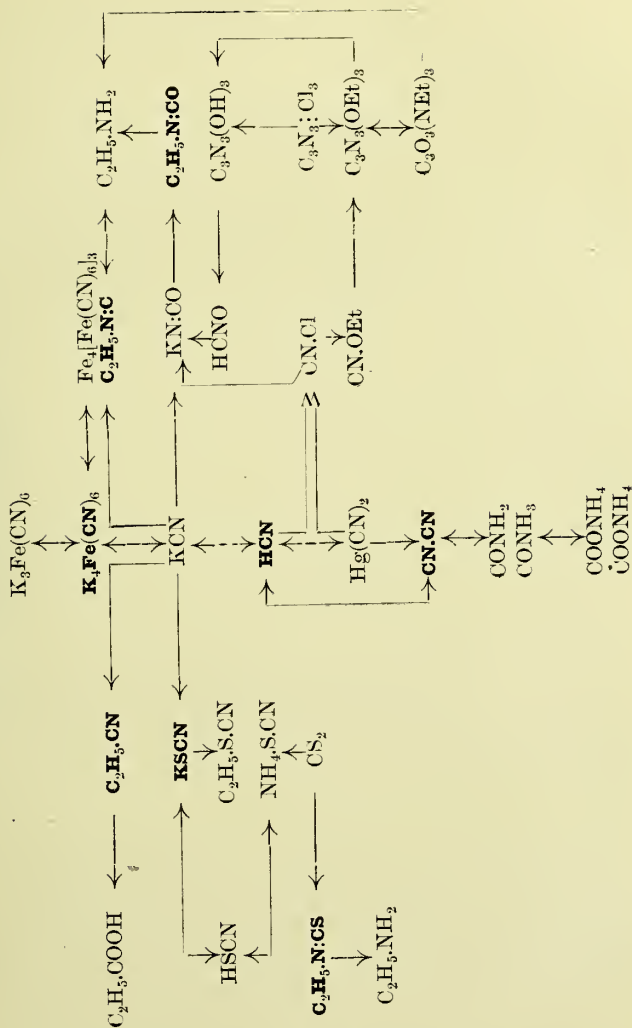 K₃Fe(CN)₆
C₂H₅.COOH
C₂H₅.CN
K₄Fe(CN)₆
Fe₄[Fe(CN)₆]₃
C₂H₅.N:C
C₂H₅.NH₂
KSCN
KCN
KN:CO
C₂H₅.N:CO
HSCN
C₂H₅.S.CN
NH₄.S.CN
HCN
HCNO
C₃N₃(OH)₃
CS₂
Hg(CN)₂
CN.Cl
C₃N₃:Cl₃
CN.OEt
C₃N₃(OEt)₃
C₂H₅.N:CS
CN.CN
C₃O₃(NEt)₃
C₂H₅.NH₂
CONH₂
CONH₃
COONH₄
COONH₄